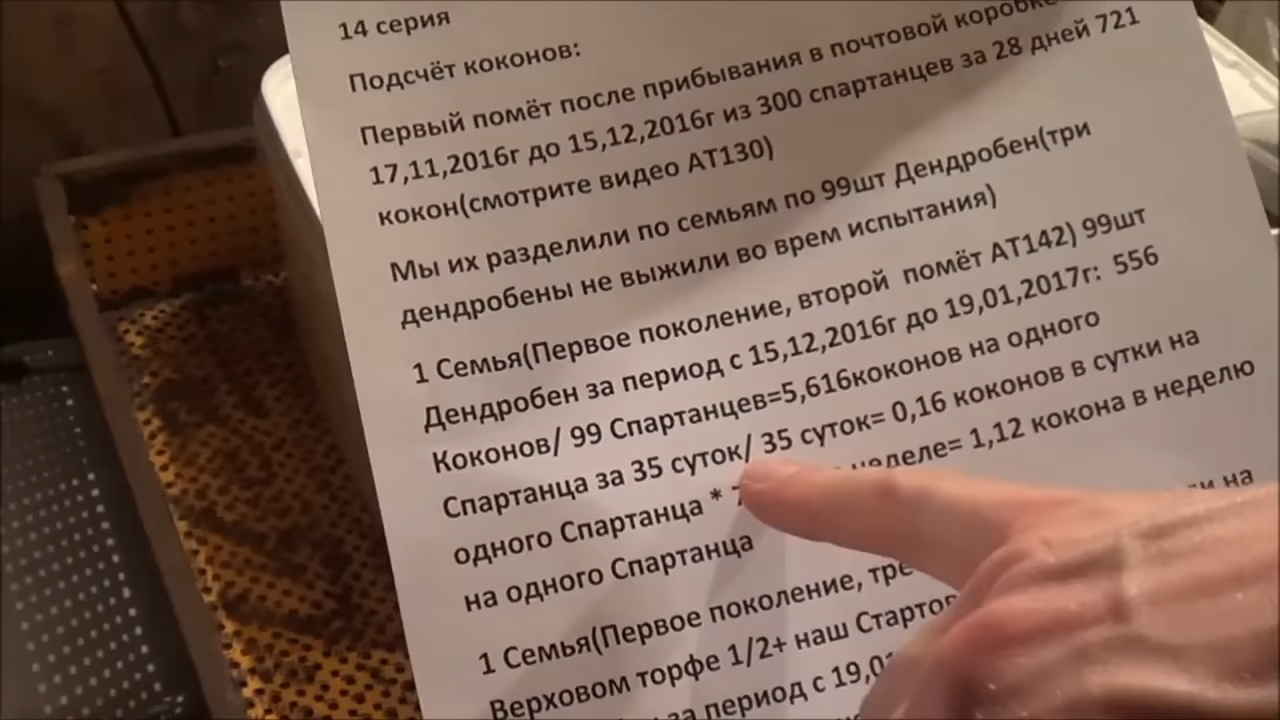 14 серия
Подсчёт коконов:
Первый помёт после прибывания в почтовой коробке
17,11,2016г до 15,12,2016г из 300 спартанцев за 28 дней 721
кокон(смотрите видео АТ130)
Мы их разделили по семьям по 99шт Дендробен(три
дендробены не выжили во врем испытания)
1 Семья(Первое поколение, второй помёт АТ142) 99шт
Дендробен за период с 15,12,2016г до 19,01,2017г: 556
Коконов/ 99 Спартанцев=5,616коконов на одного
Спартанца за 35 суток/ 35 суток= 0,16 коконов в сутки на
одного Спартанца * неделе= 1,12 кокона в неделю
на одного Спартанца
1 Семья(Первое поколение, на
Верховом торфе 1/2+ наш
за период с